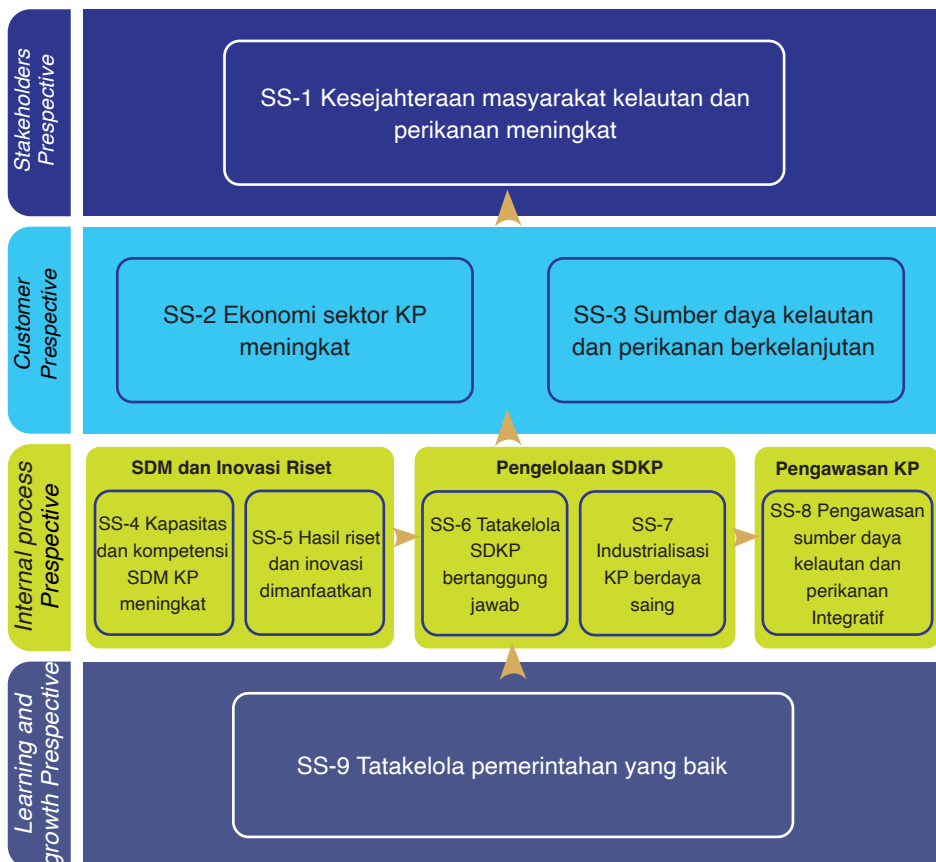 Stakeholders
Prespective
SS-1 Kesejahteraan masyarakat kelautan dan
perikanan meningkat
Customer
Prespective
SS-2 Ekonomi sektor KP
meningkat
SS-3 Sumber daya kelautan
dan perikanan berkelanjutan
Internal process
Prespective
SDM dan Inovasi Riset
SS-4 Kapasitas
dan kompetensi
SDM KP
meningkat
SS-5 Hasil riset
dan inovasi
dimanfaatkan
Pengelolaan SDKP
SS-6 Tatakelola
SDKP
bertanggung
jawab
SS-7
Industrialisasi
KP berdaya
saing
Pengawasan KP
SS-8 Pengawasan
sumber daya
kelautan dan
perikanan
Integratif
Learning and
growth Prespective
SS-9 Tatakelola pemerintahan yang baik